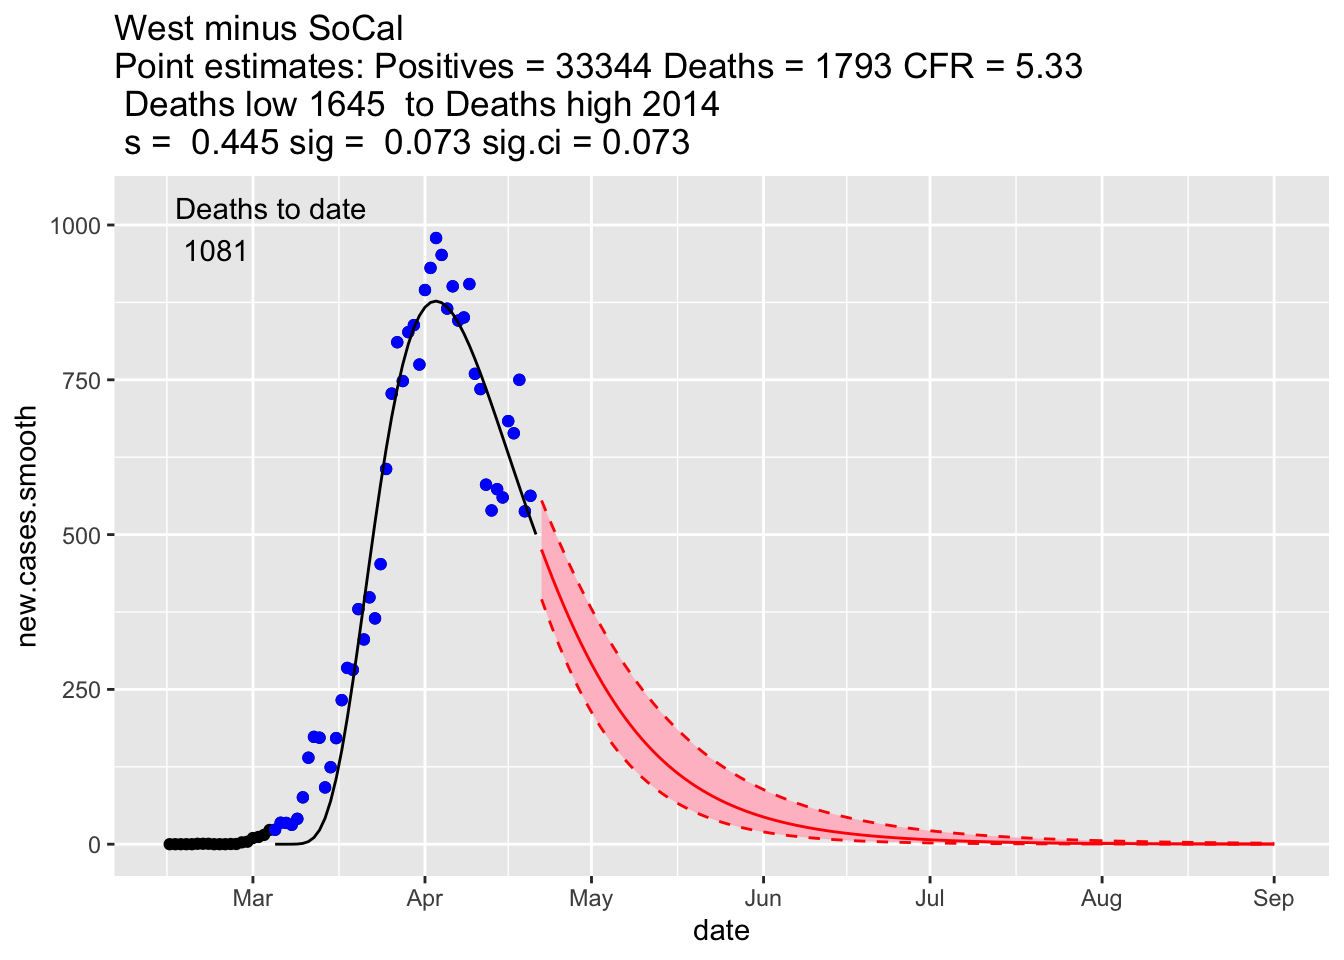 West minus SoCal
Point estimates: Positives = 33344 Deaths = 1793 CFR = 5.33
Deaths low 1645  to Deaths high 2014
s =  0.445 sig =  0.073 sig.ci = 0.073
Deaths to date
1081
1000
750
500
250
0
new.cases.smooth
Mar Apr May Jun Jul Aug Sep
date